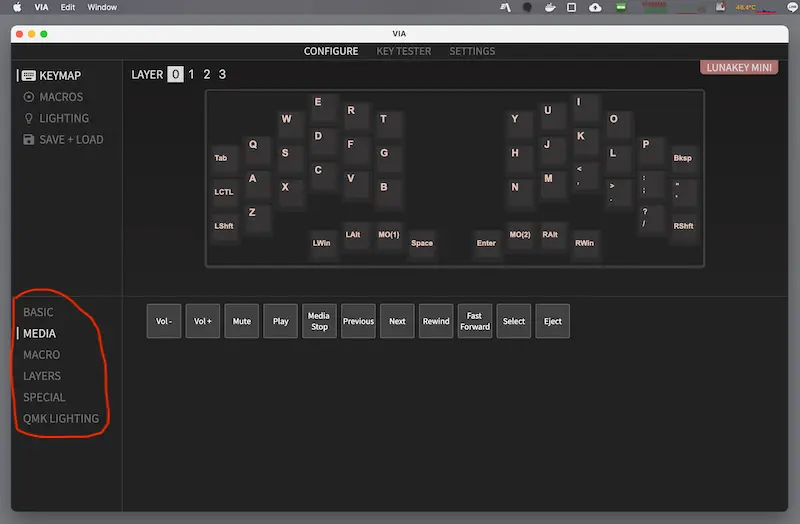 VIA Edit Window 48.4°C
VIA
CONFIGURE KEY TESTER SETTINGS
KEYMAP
MACROS
LIGHTING
SAVE + LOAD
LAYER 0 1 2 3
LUNAKEY MINI
Tab Q W E R T Y U I O P Bksp
LCTL A S D F G H J K L : ; " '
LShft Z X C V B N M < , > . ? / RShft
LWin LAlt MO(1) Space Enter MO(2) RAlt RWin
BASIC
MEDIA
MACRO
LAYERS
SPECIAL
QMK LIGHTING
Vol - Vol + Mute Play Media Stop Previous Next Rewind Fast Forward Select Eject